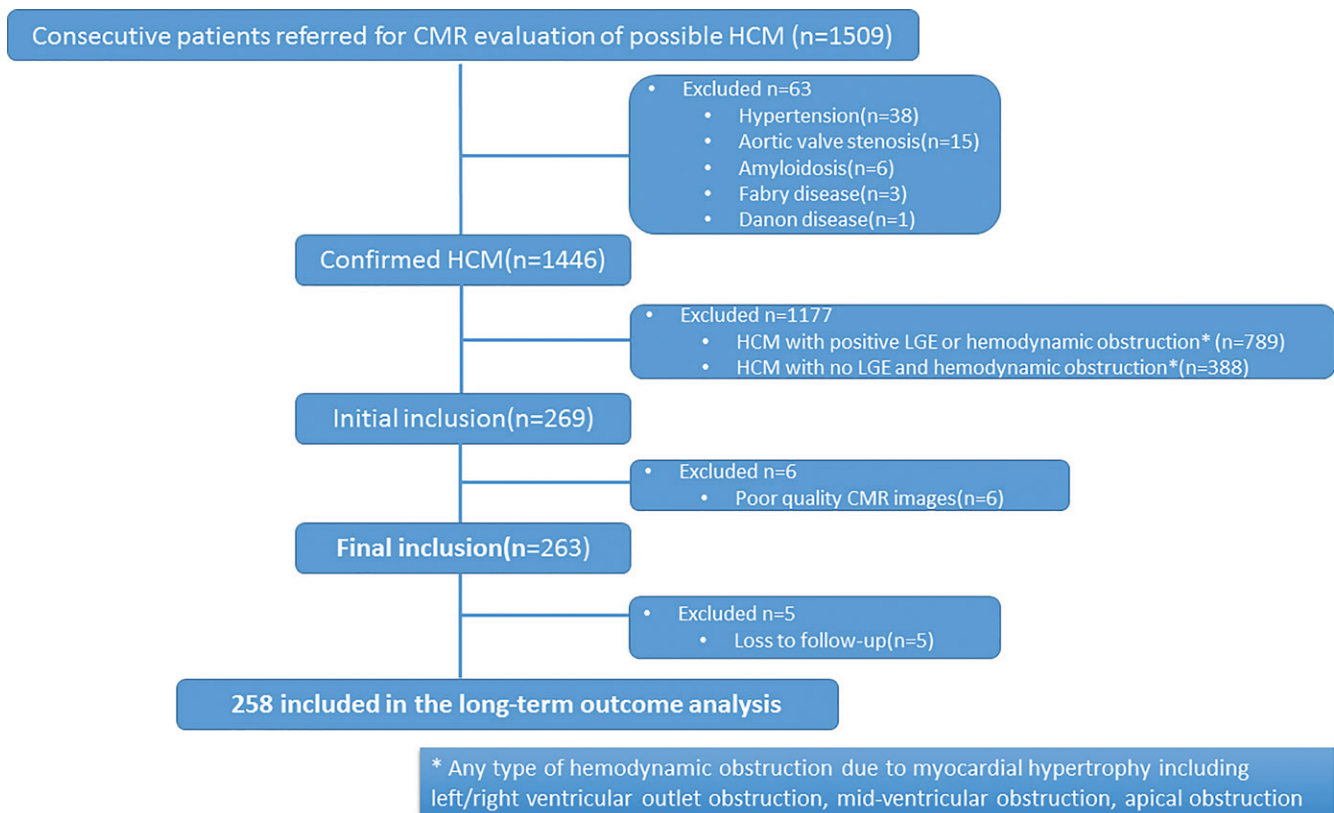 Consecutive patients referred for CMR evaluation of possible HCM (n=1509)
• Excluded n=63
• Hypertension(n=38)
• Aortic valve stenosis(n=15)
• Amyloidosis(n=6)
• Fabry disease(n=3)
• Danon disease(n=1)
Confirmed HCM(n=1446)
• Excluded n=1177
• HCM with positive LGE or hemodynamic obstruction* (n=789)
• HCM with no LGE and hemodynamic obstruction*(n=388)
Initial inclusion(n=269)
• Excluded n=6
• Poor quality CMR images(n=6)
Final inclusion(n=263)
• Excluded n=5
• Loss to follow-up(n=5)
258 included in the long-term outcome analysis
* Any type of hemodynamic obstruction due to myocardial hypertrophy including
left/right ventricular outlet obstruction, mid-ventricular obstruction, apical obstruction